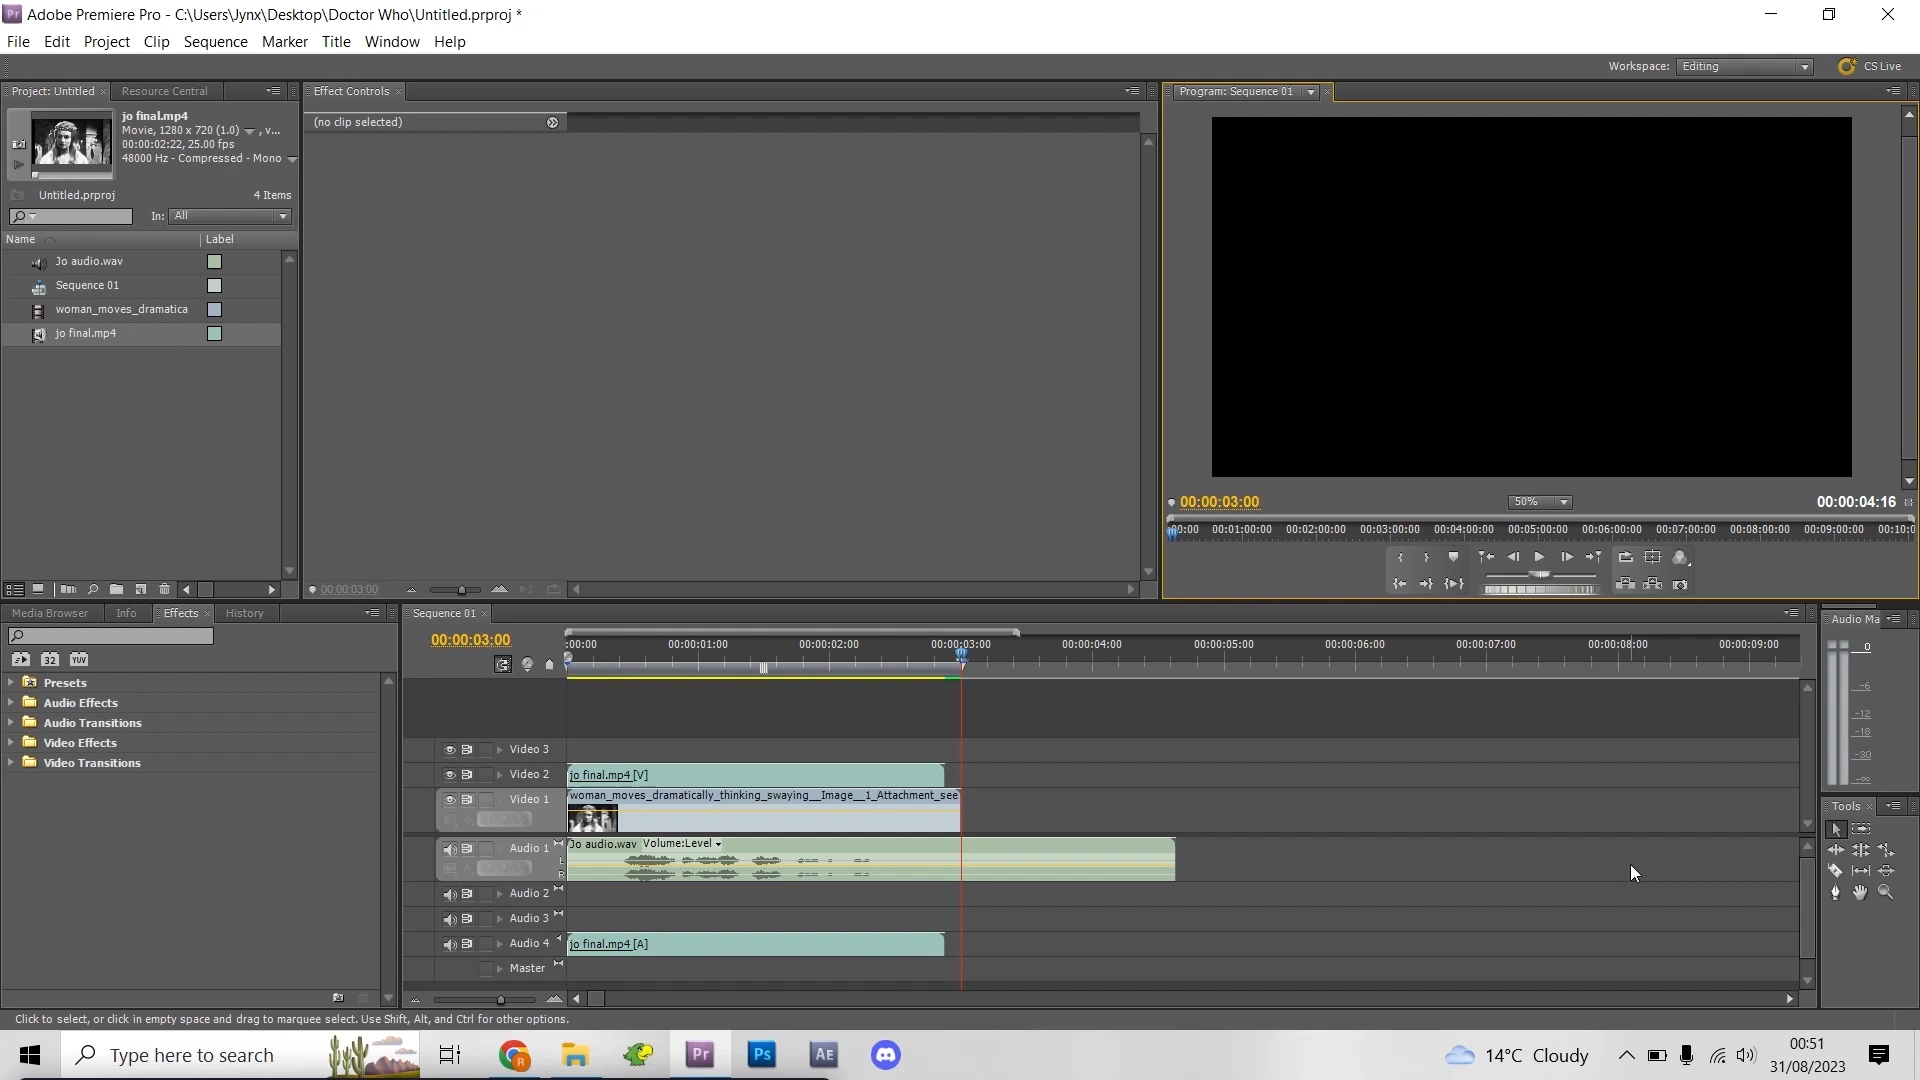 Pr Adobe Premiere Pro - C:\Users\Jynx\Desktop\Doctor Who\Untitled.prproj *
File Edit Project Clip Sequence Marker Title Window Help
Workspace: Editing CS Live
Project: Untitled Resource Central
jo final.mp4
Movie, 1280 x 720 (1.0) , v...
00:00:02:22, 25.00 fps
48000 Hz - Compressed - Mono
Untitled.prproj 4 Items
In: All
Name Label
Jo audio.wav
Sequence 01
woman_moves_dramatica
jo final.mp4
Effect Controls
(no clip selected)
00:00:03:00
Program: Sequence 01
00:00:03:00 50% 00:00:04:16
00:00 00:01:00:00 00:02:00:00 00:03:00:00 00:04:00:00 00:05:00:00 00:06:00:00 00:07:00:00 00:08:00:00 00:09:00:00 00:10:0
Media Browser Info Effects History
32 YUV
Presets
Audio Effects
Audio Transitions
Video Effects
Video Transitions
Sequence 01
00:00:03:00
:00:00 00:00:01:00 00:00:02:00 00:00:03:00 00:00:04:00 00:00:05:00 00:00:06:00 00:00:07:00 00:00:08:00 00:00:09:00
Video 3
Video 2 jo final.mp4 [V]
Video 1 woman_moves_dramatically_thinking_swaying__Image__1_Attachment_see
Audio 1 Jo audio.wav Volume:Level
L
R
Audio 2
Audio 3
Audio 4 jo final.mp4 [A]
Master
Audio Ma
0
-6
-12
-18
-30
-∞
Tools
Click to select, or click in empty space and drag to marquee select. Use Shift, Alt, and Ctrl for other options.
Type here to search
R
Pr Ps AE
14°C Cloudy
00:51
31/08/2023